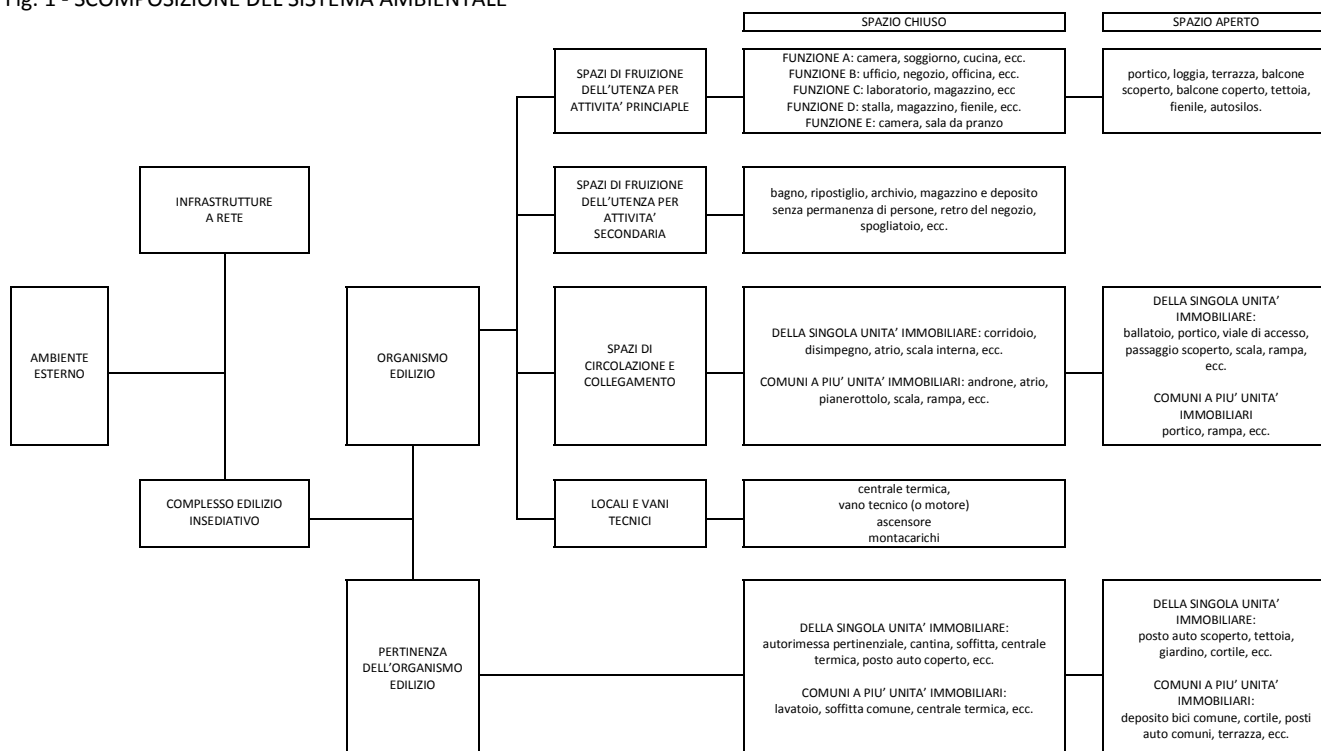 Fig. 1 - SCOMPOSIZIONE DEL SISTEMA AMBIENTALE
SPAZIO CHIUSO
SPAZIO APERTO
SPAZI DI FRUIZIONE
DELL'UTENZA PER
ATTIVITA' PRINCIAPLE
FUNZIONE A: camera, soggiorno, cucina, ecc.
FUNZIONE B: ufficio, negozio, officina, ecc.
FUNZIONE C: laboratorio, magazzino, ecc
FUNZIONE D: stalla, magazzino, fienile, ecc.
FUNZIONE E: camera, sala da pranzo
portico, loggia, terrazza, balcone
scoperto, balcone coperto, tettoia,
fienile, autosilos.
INFRASTRUTTURE
A RETE
SPAZI DI FRUIZIONE
DELL'UTENZA PER
ATTIVITA'
SECONDARIA
bagno, ripostiglio, archivio, magazzino e deposito
senza permanenza di persone, retro del negozio,
spogliatoio, ecc.
AMBIENTE
ESTERNO
ORGANISMO
EDILIZIO
SPAZI DI
CIRCOLAZIONE E
COLLEGAMENTO
DELLA SINGOLA UNITA' IMMOBILIARE: corridoio,
disimpegno, atrio, scala interna, ecc.
COMUNI A PIU' UNITA' IMMOBILIARI: androne, atrio,
pianerottolo, scala, rampa, ecc.
DELLA SINGOLA UNITA'
IMMOBILIARE:
ballatoio, portico, viale di accesso,
passaggio scoperto, scala, rampa,
ecc.
COMUNI A PIU' UNITA'
IMMOBILIARI
portico, rampa, ecc.
COMPLESSO EDILIZIO
INSEDIATIVO
LOCALI E VANI
TECNICI
centrale termica,
vano tecnico (o motore)
ascensore
montacarichi
PERTINENZA
DELL'ORGANISMO
EDILIZIO
DELLA SINGOLA UNITA' IMMOBILIARE:
autorimessa pertinenziale, cantina, soffitta, centrale
termica, posto auto coperto, ecc.
COMUNI A PIU' UNITA' IMMOBILIARI:
lavatoio, soffitta comune, centrale termica, ecc.
DELLA SINGOLA UNITA'
IMMOBILIARE:
posto auto scoperto, tettoia,
giardino, cortile, ecc.
COMUNI A PIU' UNITA'
IMMOBILIARI:
deposito bici comune, cortile, posti
auto comuni, terrazza, ecc.